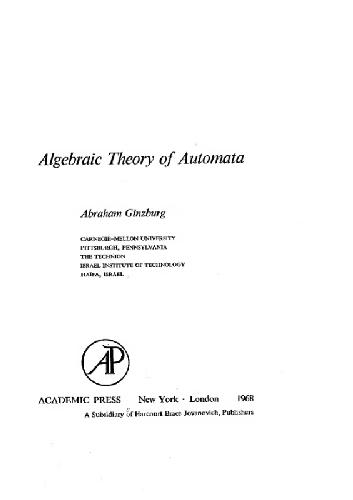 Algebraic Theory of Automata
Abraham Ginzburg
CARNEGIE-MELLON UNIVERSITY
PITTSBURGH, PENNSYLVANIA
THE TECHNION
ISRAEL INSTITUTE OF TECHNOLOGY
HAIFA, ISRAEL
AP
ACADEMIC PRESS New York · London 1968
A Subsidiary of Harcourt Brace Jovanovich, Publishers